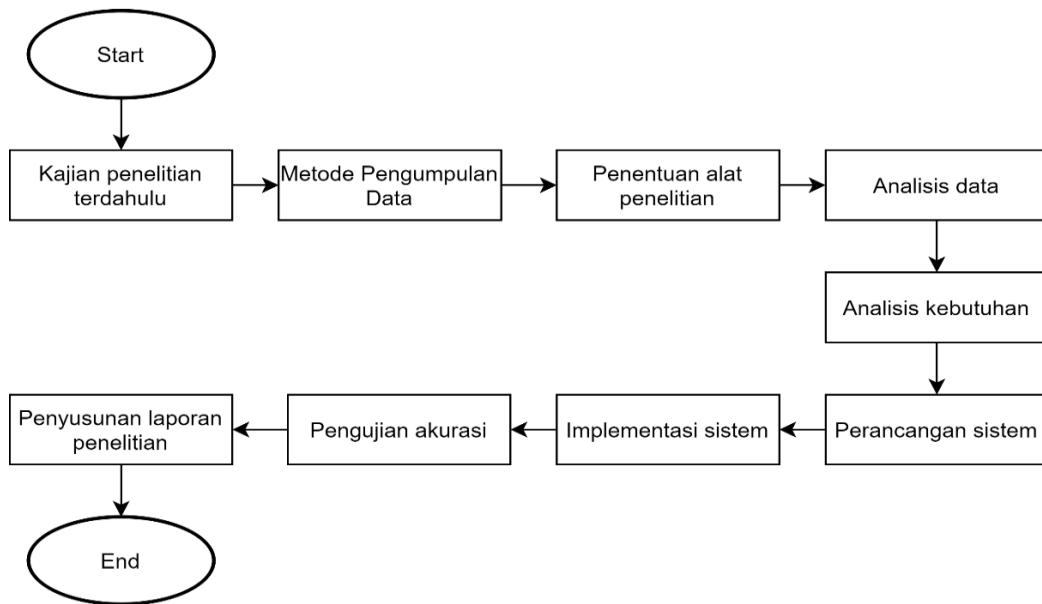 Start
Kajian penelitian
terdahulu
Metode Pengumpulan
Data
Penentuan alat
penelitian
Analisis data
Analisis kebutuhan
Perancangan sistem
Implementasi sistem
Pengujian akurasi
Penyusunan laporan
penelitian
End